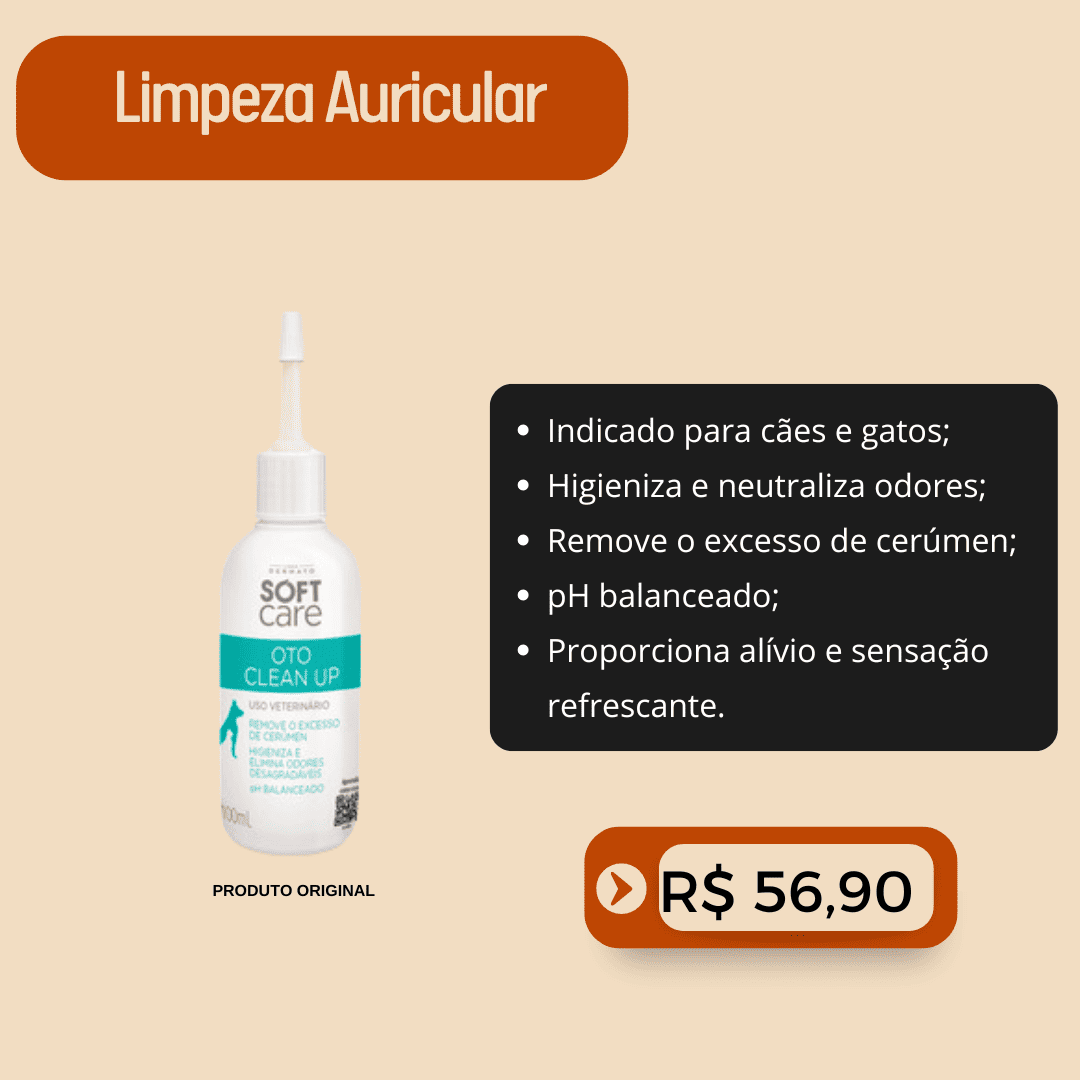 Limpeza Auricular
• Indicado para cães e gatos;
• Higieniza e neutraliza odores;
• Remove o excesso de cerúmen;
• pH balanceado;
• Proporciona alívio e sensação
refrescante.
DERMATO
SOFT
care
OTO
CLEAN UP
USO VETERINÁRIO
REMOVE O EXCESSO
DE CERÚMEN
HIGIENIZA E
ELIMINA ODORES
DESAGRADÁVEIS
pH BALANCEADO
PRODUTO ORIGINAL
R$ 56,90